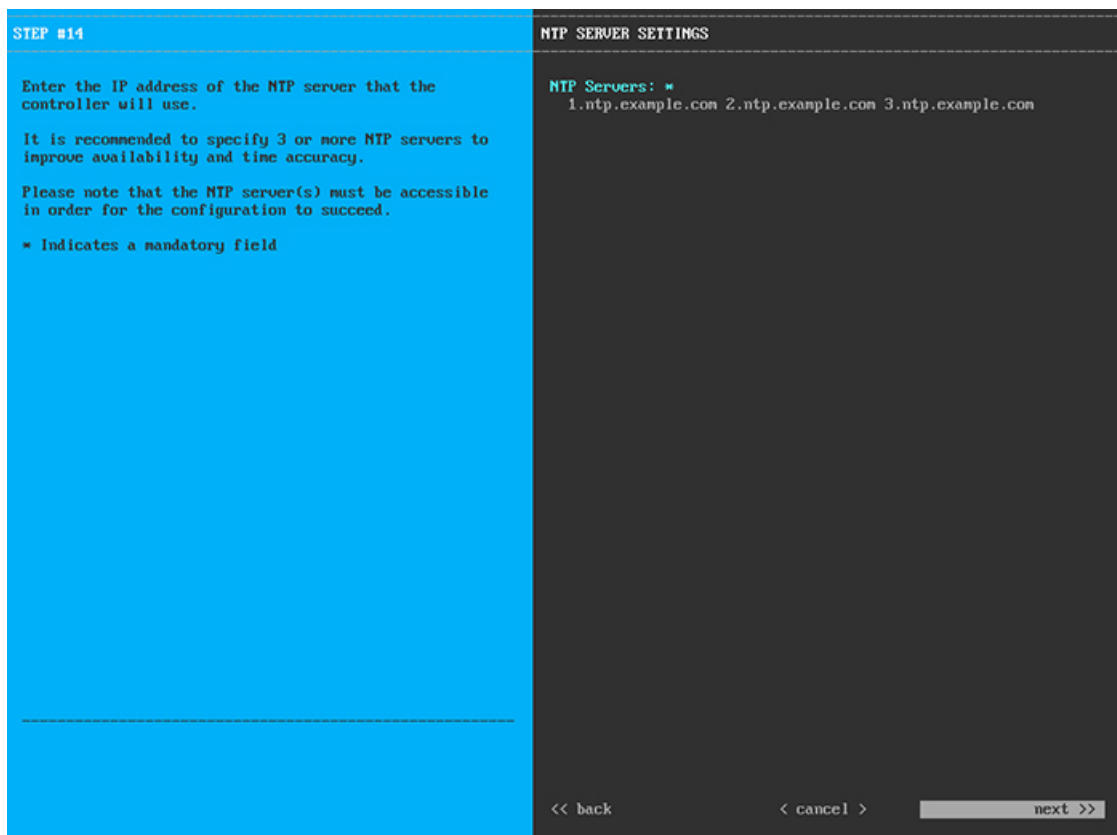 STEP #14
Enter the IP address of the NTP server that the
controller will use.
It is recommended to specify 3 or more NTP servers to
improve availability and time accuracy.
Please note that the NTP server(s) must be accessible
in order for the configuration to succeed.
* Indicates a mandatory field
NTP SERVER SETTINGS
NTP Servers: *
1.ntp.example.com 2.ntp.example.com 3.ntp.example.com
<< back < cancel > next >>